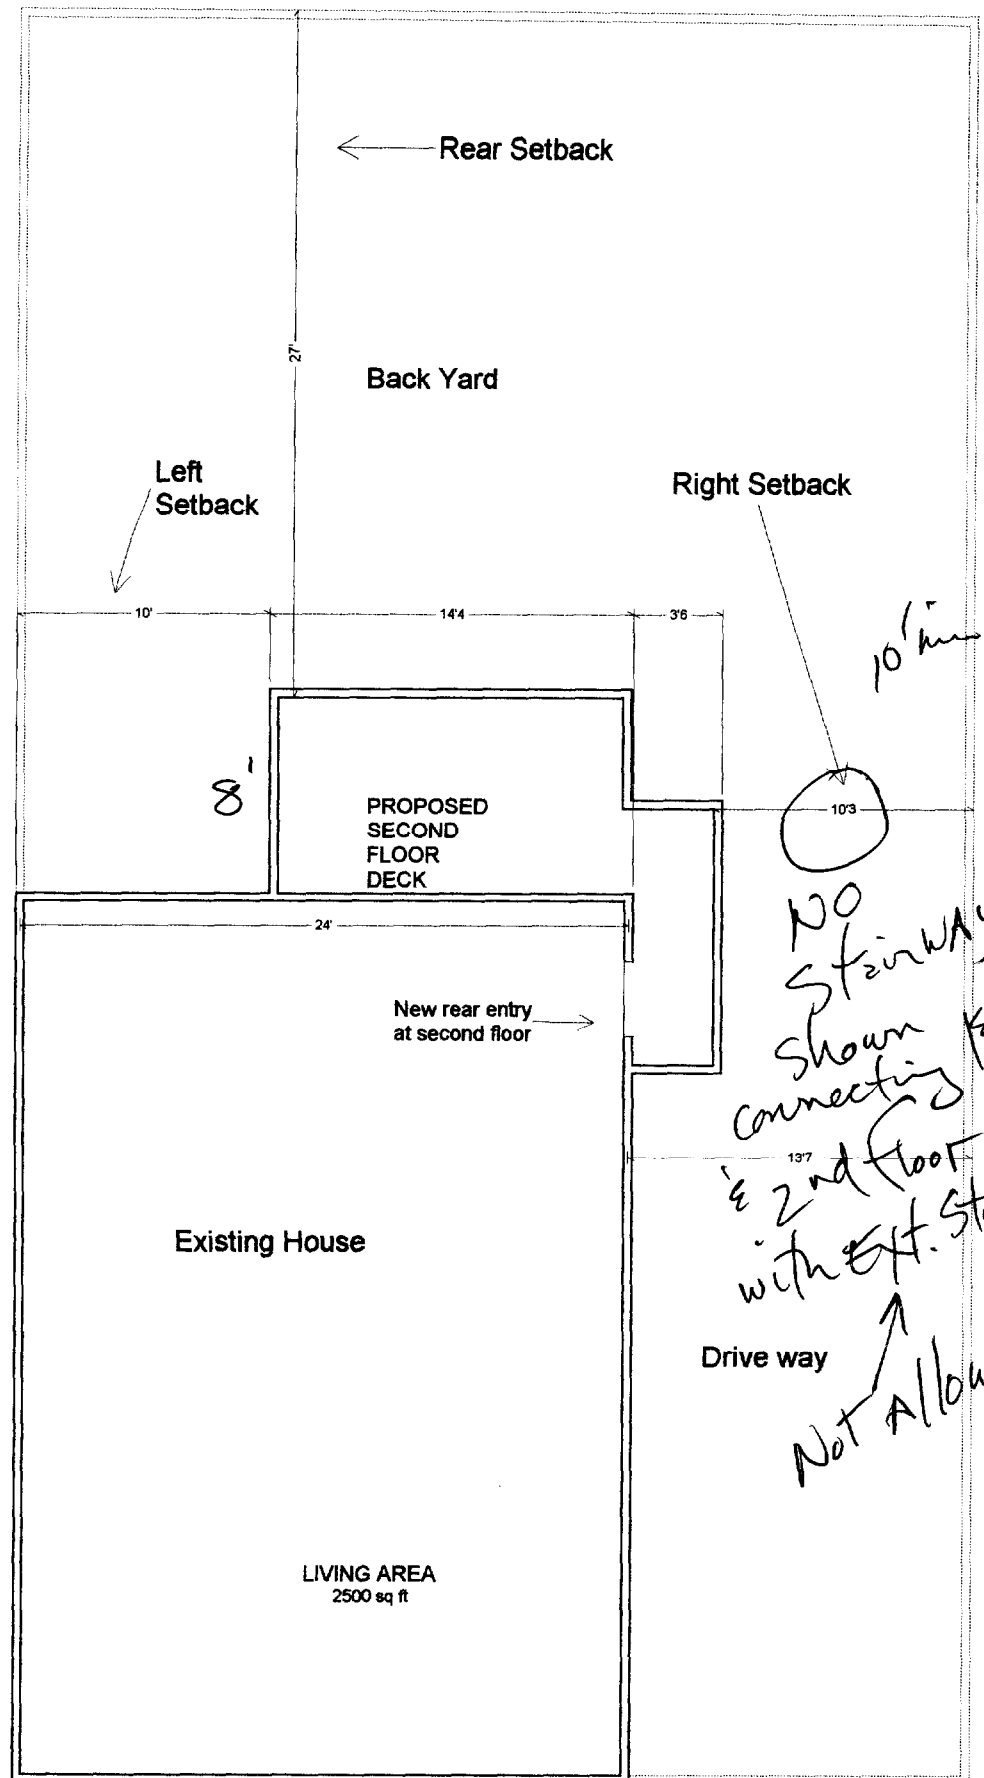 Rear Setback
27'
Back Yard
Left
Setback
Right Setback
10'
14'4
3'6
10' min
8'
PROPOSED
SECOND
FLOOR
DECK
10'3
24'
NO
StairWAY
Shown
connecting
New rear entry
at second floor
13'7
& 2nd floor
with Ext.
Existing House
Drive way
Not Allow
LIVING AREA
2500 sq ft